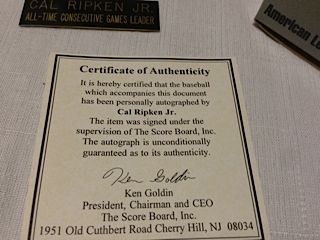 CAL RIPKEN JR.
ALL-TIME CONSECUTIVE GAMES LEADER
American Le
Certificate of Authenticity
It is hereby certified that the baseball
which accompanies this document
has been personally autographed by
Cal Ripken Jr.
The item was signed under the
supervision of The Score Board, Inc.
The autograph is unconditionally
guaranteed as to its authenticity.
Ken Goldin
Ken Goldin
President, Chairman and CEO
The Score Board, Inc.
1951 Old Cuthbert Road Cherry Hill, NJ 08034